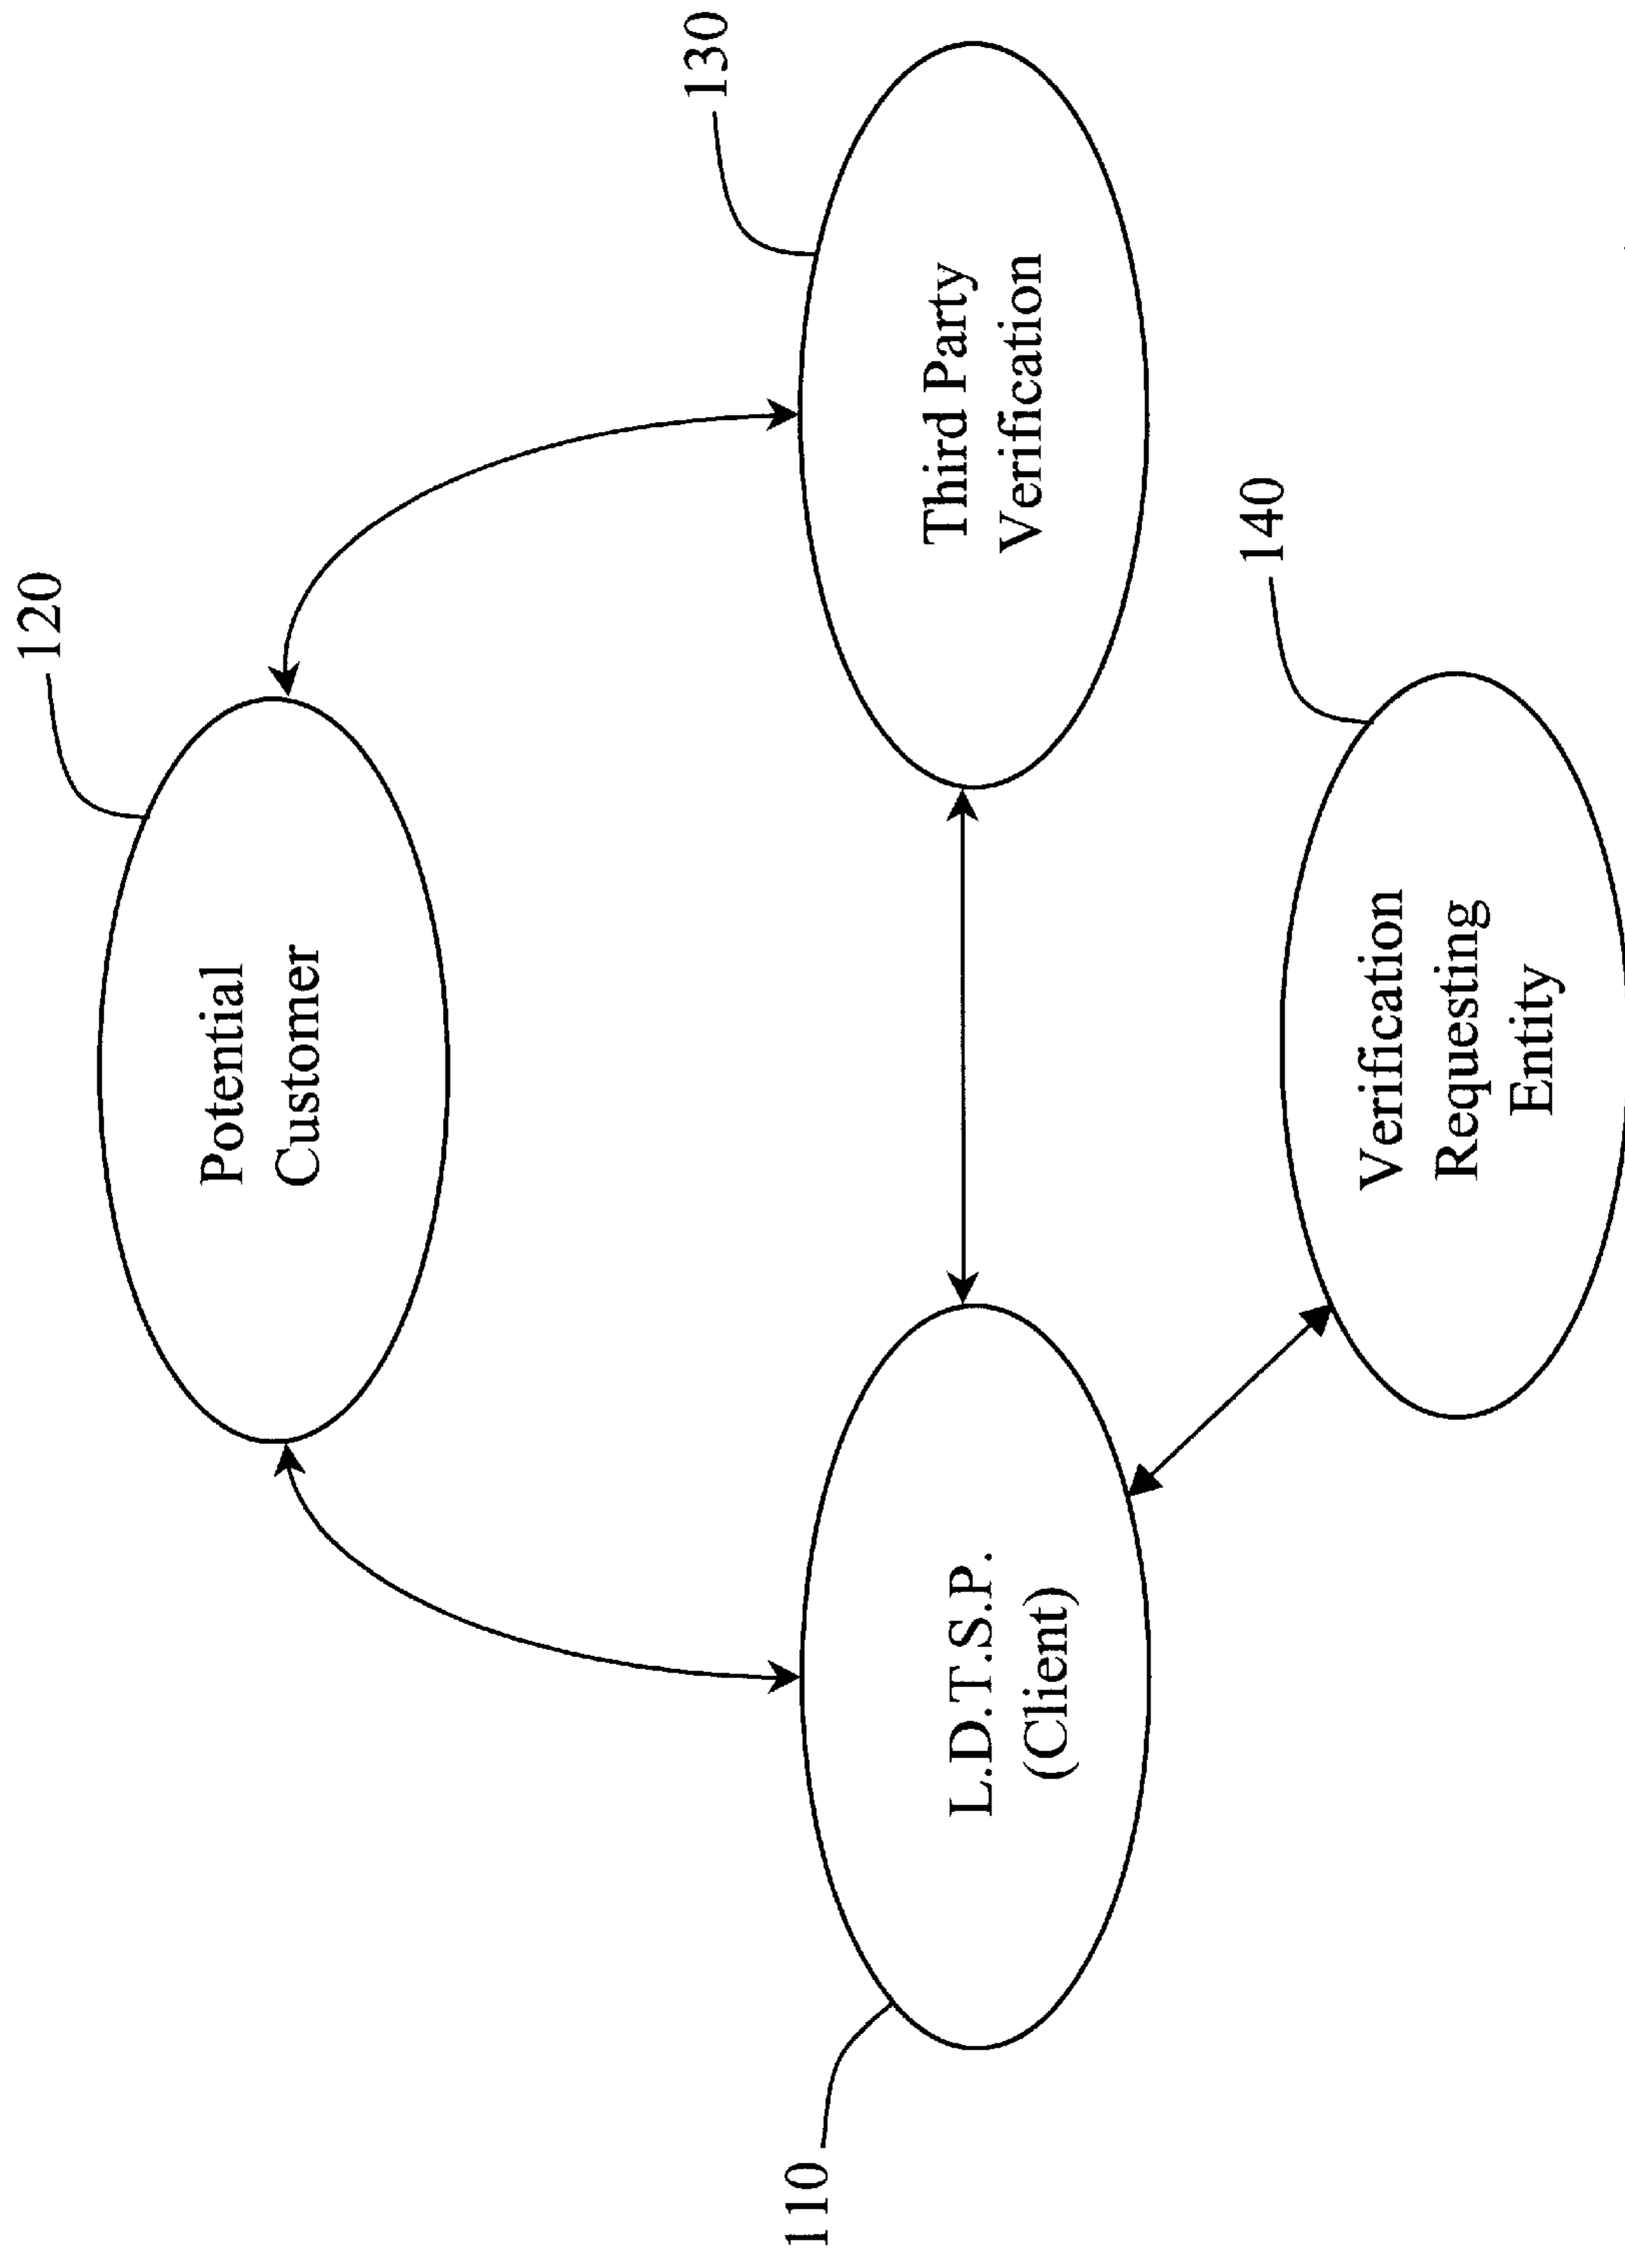 120
Potential
Customer
130
Third Party
Verification
110
L.D.T.S.P.
(Client)
140
Verification
Requesting
Entity